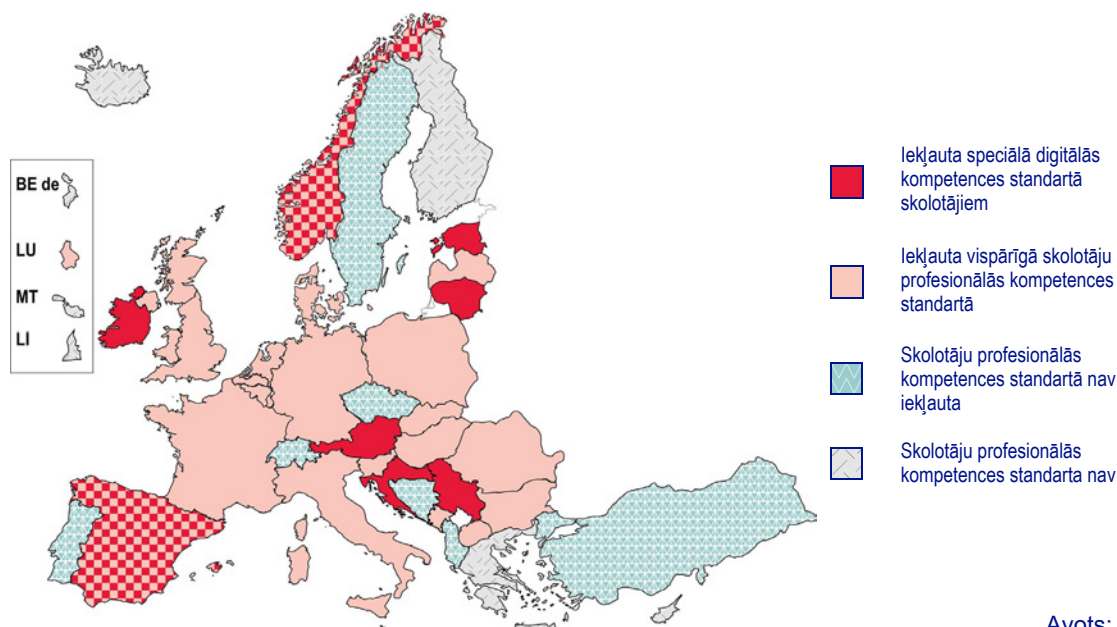 BE de
LU
MT
LI
Iekļauta speciālā digitālās
kompetences standartā
skolotājiem
Iekļauta vispārīgā skolotāju
profesionālās kompetences
standartā
Skolotāju profesionālās
kompetences standartā nav
iekļauta
Skolotāju profesionālās
kompetences standarta nav
Avots: